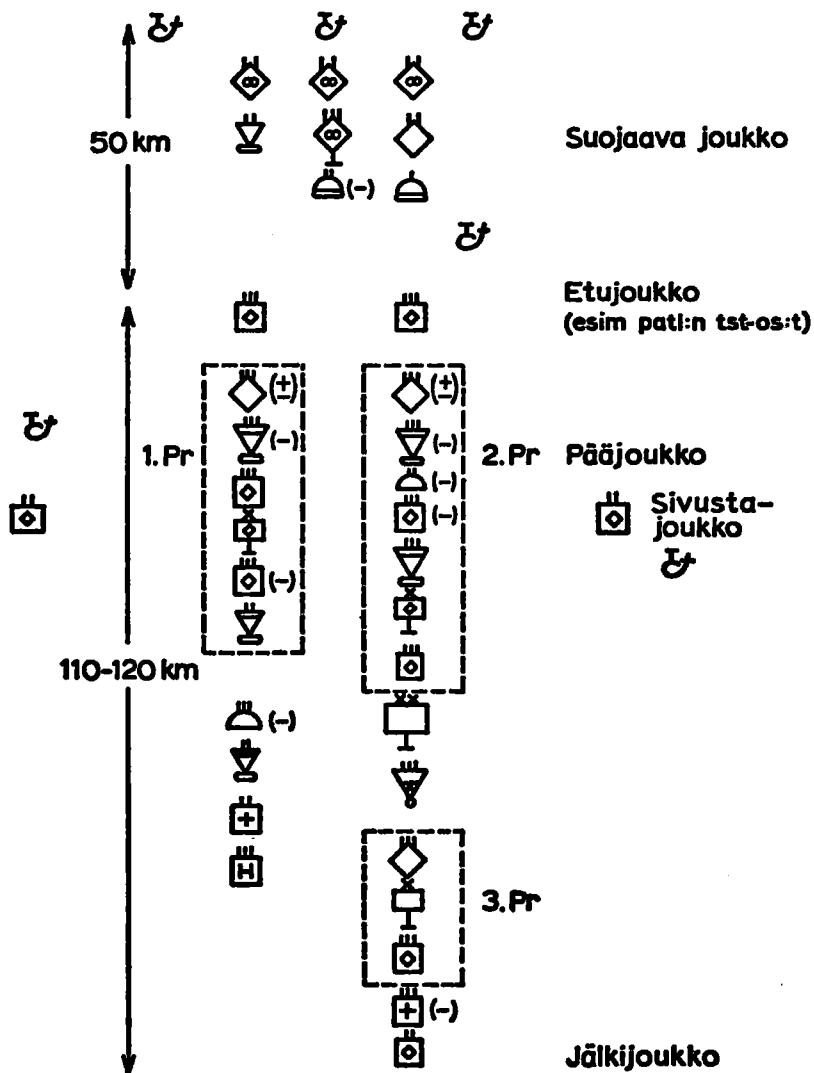 50 km
Suojaava joukko
(-)
Etujoukko
(esim patl:n tst-os:t)
(±)
(±)
1. Pr
(-)
(-)
2. Pr
Pääjoukko
(-)
(-)
Sivusta-
joukko
(-)
110-120 km
(-)
H
3. Pr
(-)
Jälkijoukko